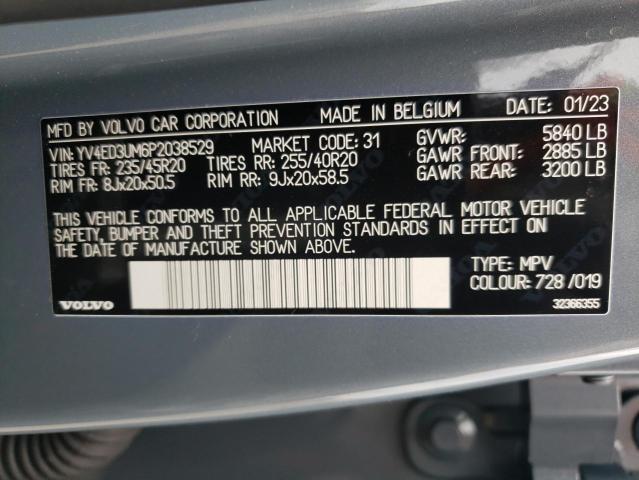 MFD BY VOLVO CAR CORPORATION MADE IN BELGIUM DATE: 01/23
VIN: YV4ED3UM6P2038529 MARKET CODE: 31 GVWR: 5840 LB
TIRES FR: 235/45R20 TIRES RR: 255/40R20 GAWR FRONT: 2885 LB
RIM FR: 8Jx20x50.5 RIM RR: 9Jx20x58.5 GAWR REAR: 3200 LB
THIS VEHICLE CONFORMS TO ALL APPLICABLE FEDERAL MOTOR VEHICLE
SAFETY, BUMPER AND THEFT PREVENTION STANDARDS IN EFFECT ON
THE DATE OF MANUFACTURE SHOWN ABOVE.
TYPE: MPV
COLOUR: 728 /019
VOLVO 32366355